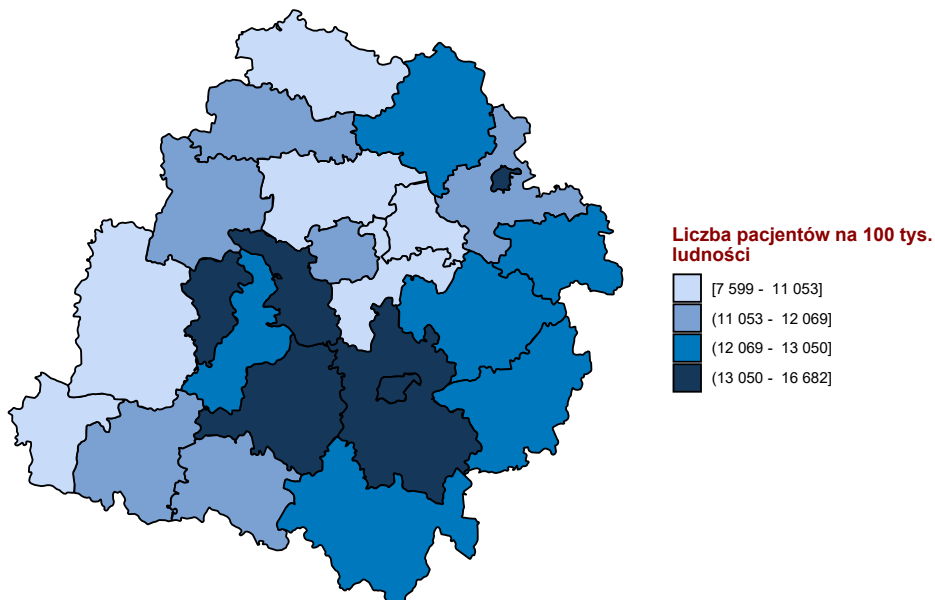 Liczba pacjentów na 100 tys.
ludności
[7 599 - 11 053]
(11 053 - 12 069]
(12 069 - 13 050]
(13 050 - 16 682]